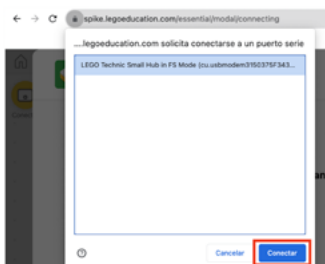 spike.legoeducation.com/essential/modal/connecting
....legoeducation.com solicita conectarse a un puerto serie
LEGO Technic Small Hub in FS Mode (cu.usbmodem3150375F343...
Cancelar
Conectar